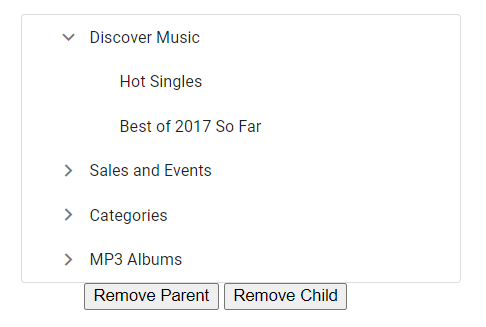 Discover Music
Hot Singles
Best of 2017 So Far
Sales and Events
Categories
MP3 Albums
Remove Parent Remove Child